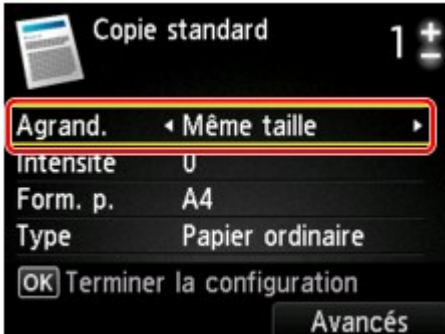 Copie standard
1
Agrand. Même taille
Intensité 0
Form. p. A4
Type Papier ordinaire
OK Terminer la configuration
Avancés